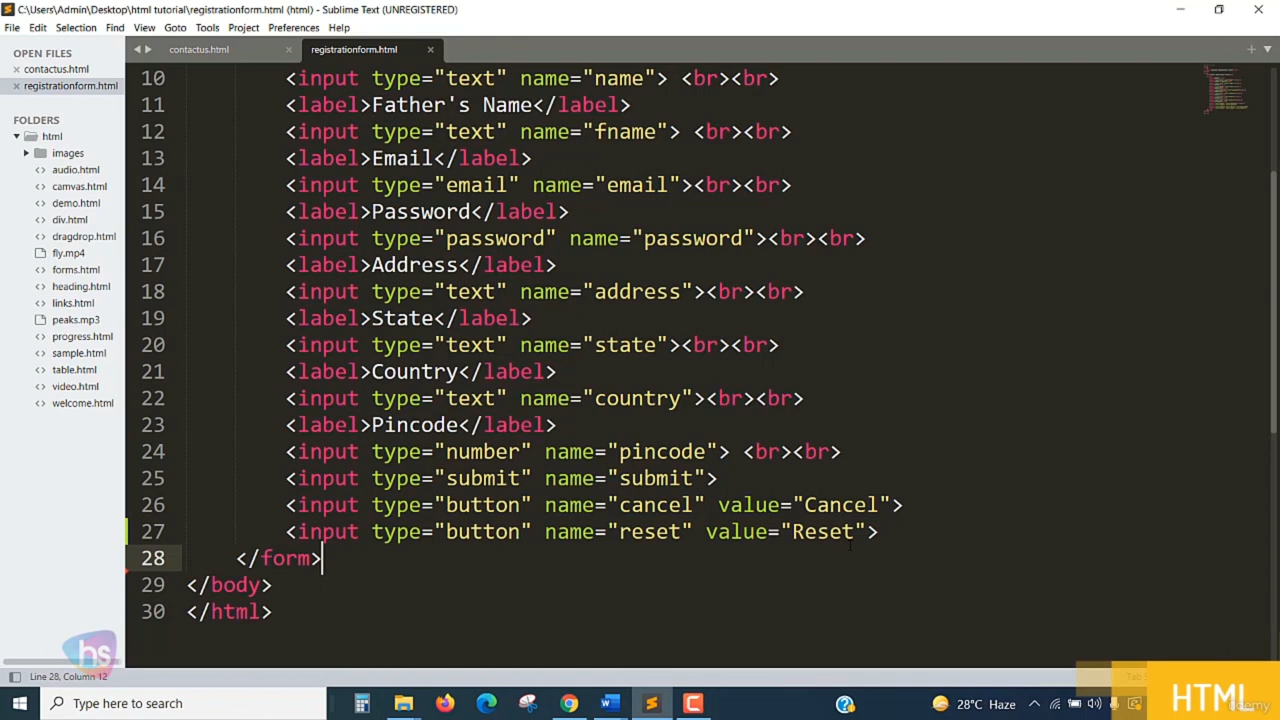 C:\Users\Admin\Desktop\html tutorial\registrationform.html (html) - Sublime Text (UNREGISTERED)
File Edit Selection Find View Goto Tools Project Preferences Help
OPEN FILES
contactus.html
registrationform.html
FOLDERS
html
images
audio.html
canvas.html
demo.html
div.html
dragdrop.html
fly.mp4
forms.html
heading.html
links.html
peaks.mp3
progress.html
sample.html
table.html
video.html
welcome.html
contactus.html registrationform.html
10 <input type="text" name="name"> <br><br>
11 <label>Father's Name</label>
12 <input type="text" name="fname"> <br><br>
13 <label>Email</label>
14 <input type="email" name="email"><br><br>
15 <label>Password</label>
16 <input type="password" name="password"><br><br>
17 <label>Address</label>
18 <input type="text" name="address"><br><br>
19 <label>State</label>
20 <input type="text" name="state"><br><br>
21 <label>Country</label>
22 <input type="text" name="country"><br><br>
23 <label>Pincode</label>
24 <input type="number" name="pincode"> <br><br>
25 <input type="submit" name="submit">
26 <input type="button" name="cancel" value="Cancel">
27 <input type="button" name="reset" value="Reset">
28 </form>
29 </body>
30 </html>
hs
Line 28, Column 12
Type here to search
28°C Haze
HTML
Udemy